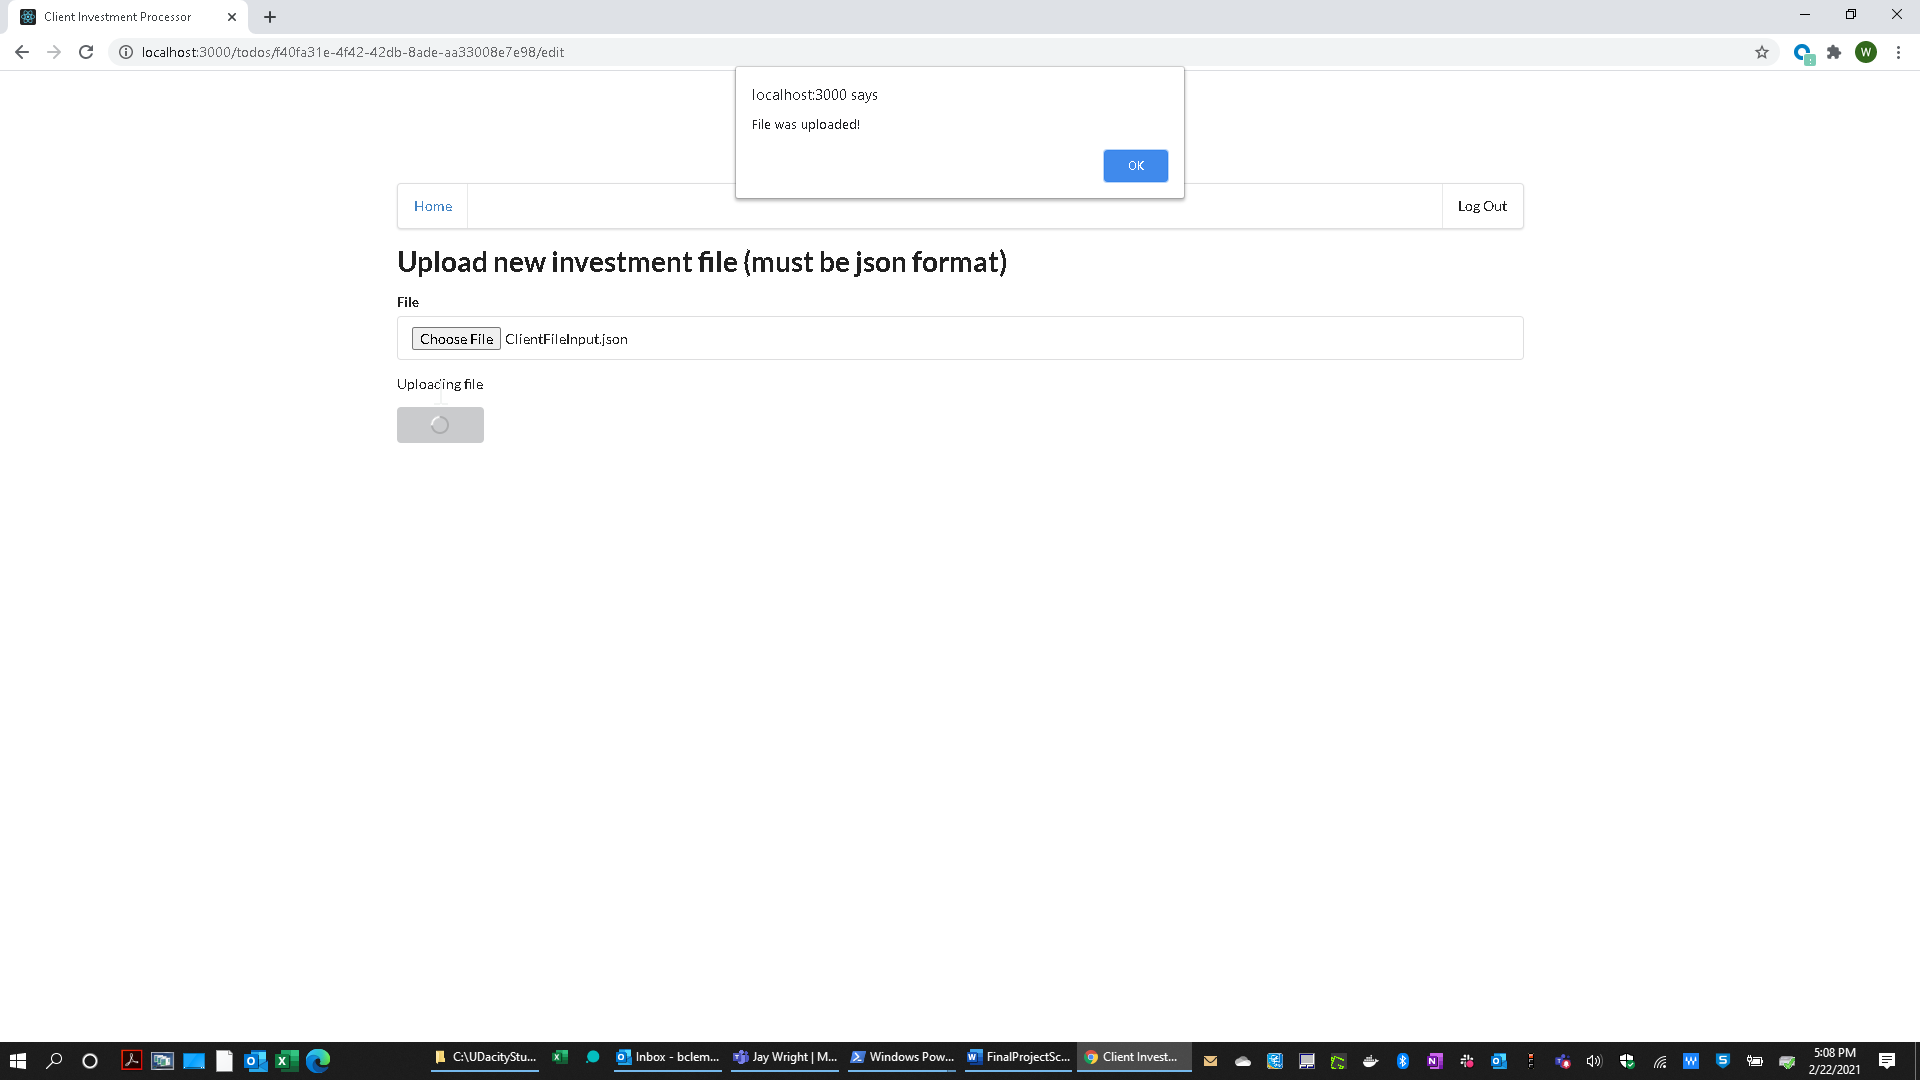 Client Investment Processor
localhost:3000/todos/f40fa31e-4f42-42db-8ade-aa33008e7e98/edit
W
localhost:3000 says
File was uploaded!
OK
Home
Log Out
Upload new investment file (must be json format)
File
Choose File ClientFileInput.json
Uploading file
C:\UDacityStu...
Inbox - bclem...
Jay Wright | M...
Windows Pow...
FinalProjectSc...
Client Invest...
5:08 PM
2/22/2021